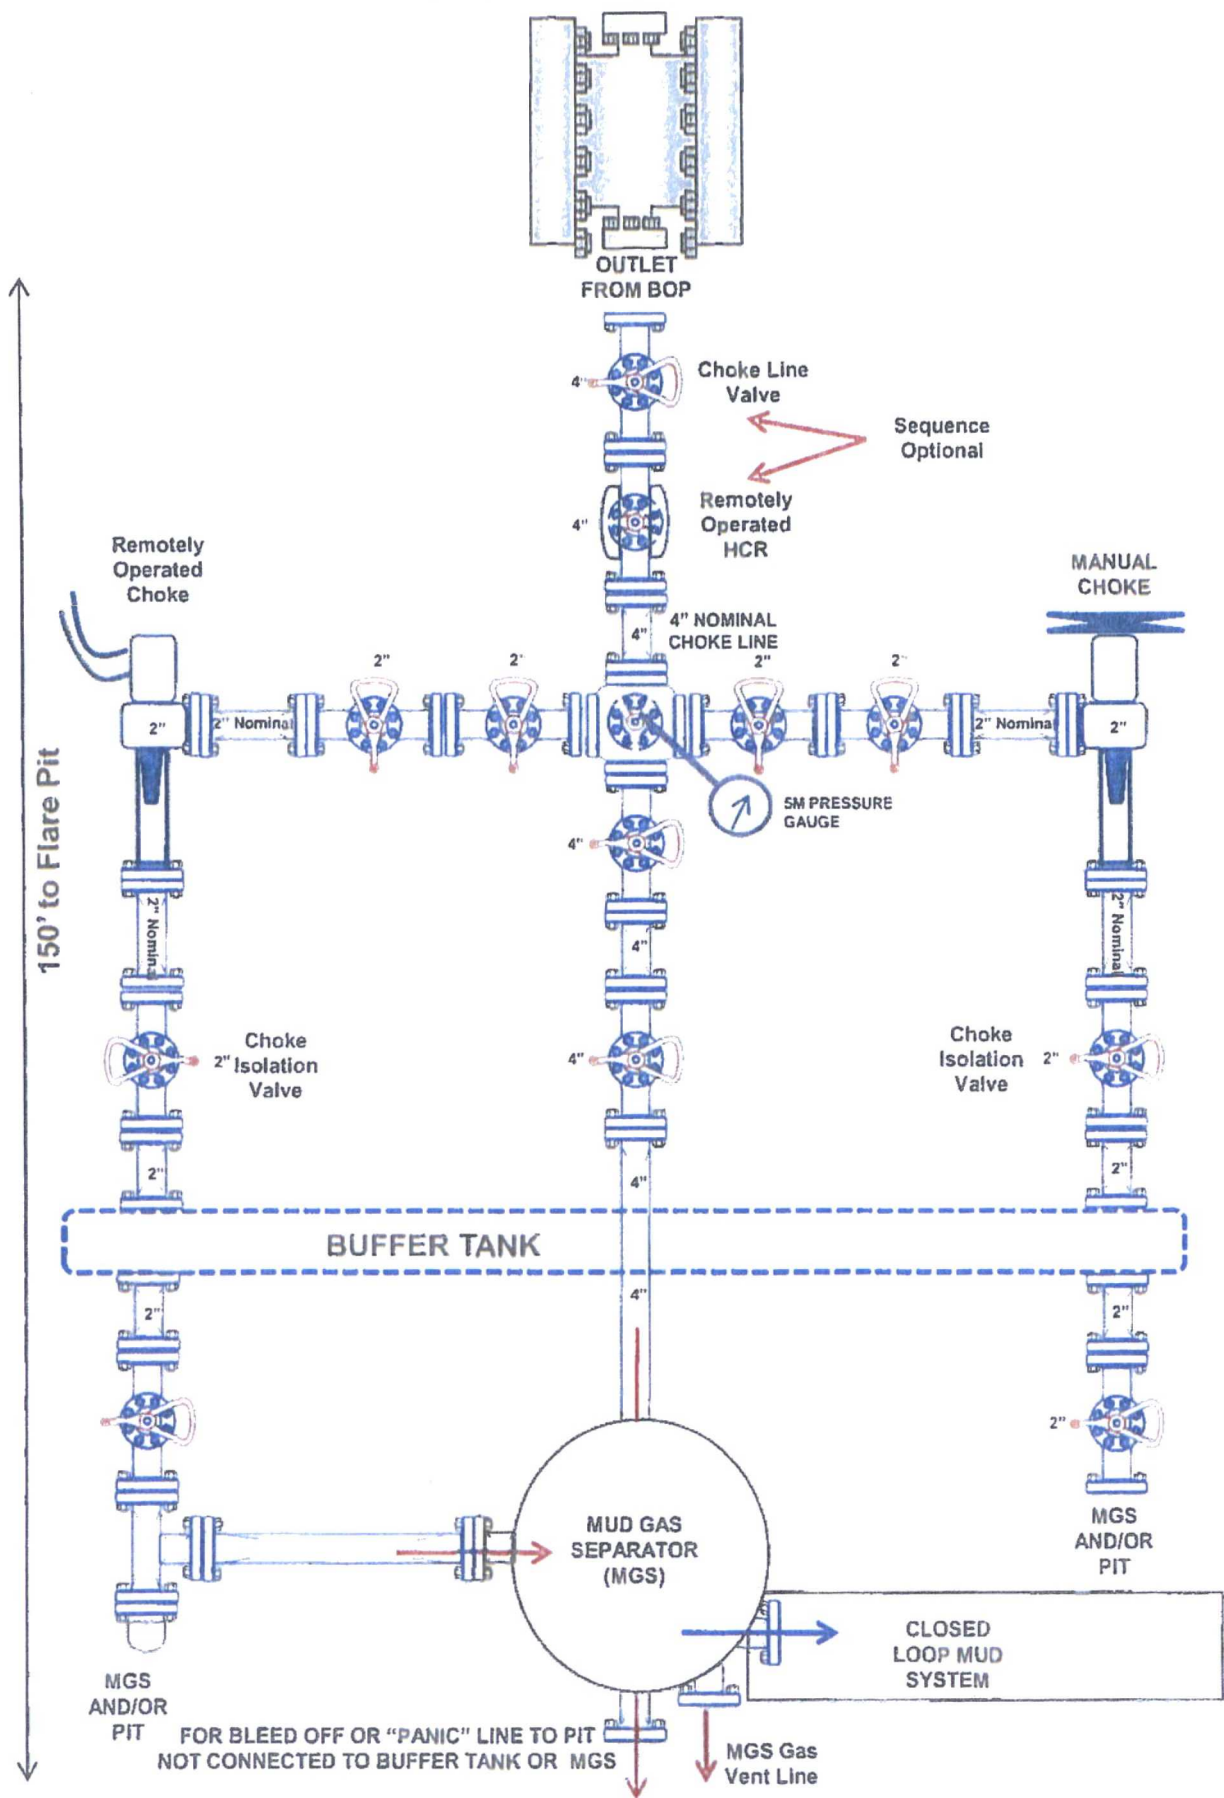 OUTLET
FROM BOP
4"
Choke Line
Valve
Sequence
Optional
4"
Remotely
Operated
HCR
Remotely
Operated
Choke
MANUAL
CHOKE
4"
4" NOMINAL
CHOKE LINE
2"
2"
2"
2"
2"
2" Nominal
2" Nominal
2"
5M PRESSURE
GAUGE
4"
150' to Flare Pit
2" Nominal
4"
2" Nominal
Choke
2" Isolation
Valve
4"
Choke
Isolation
Valve
2"
2"
4"
2"
BUFFER TANK
2"
4"
2"
2"
MUD GAS
SEPARATOR
(MGS)
MGS
AND/OR
PIT
CLOSED
LOOP MUD
SYSTEM
MGS
AND/OR
PIT
FOR BLEED OFF OR "PANIC" LINE TO PIT
NOT CONNECTED TO BUFFER TANK OR MGS
MGS Gas
Vent Line